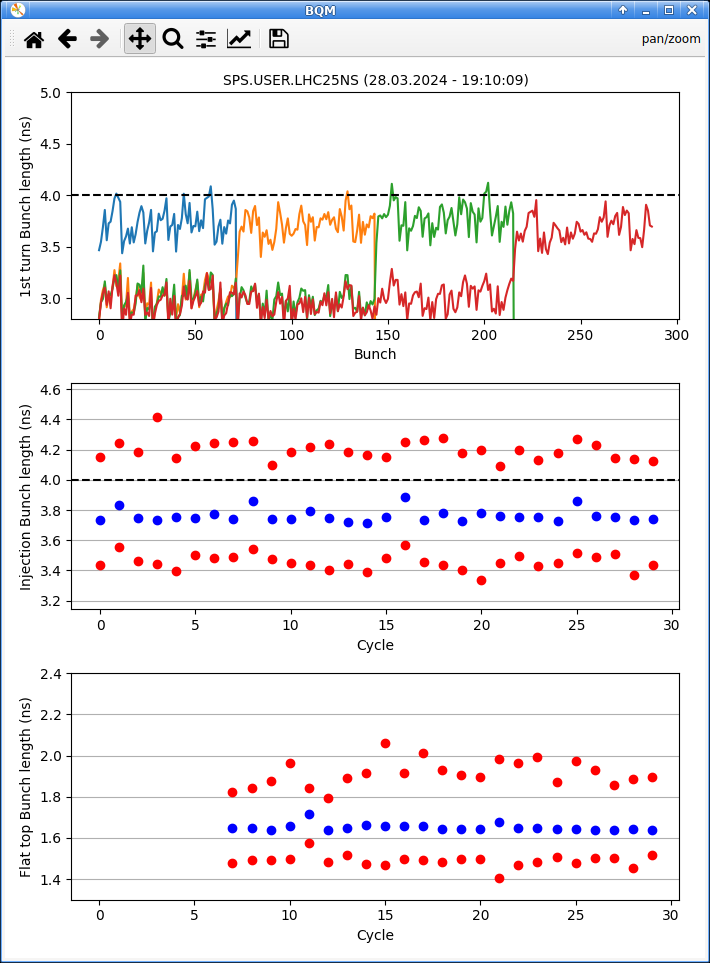 BQM
pan/zoom
SPS.USER.LHC25NS (28.03.2024 - 19:10:09)
1st turn Bunch length (ns)
5.0
4.5
4.0
3.5
3.0
0 50 100 150 200 250 300
Bunch
Injection Bunch length (ns)
4.6
4.4
4.2
4.0
3.8
3.6
3.4
3.2
0 5 10 15 20 25 30
Cycle
Flat top Bunch length (ns)
2.4
2.2
2.0
1.8
1.6
1.4
0 5 10 15 20 25 30
Cycle